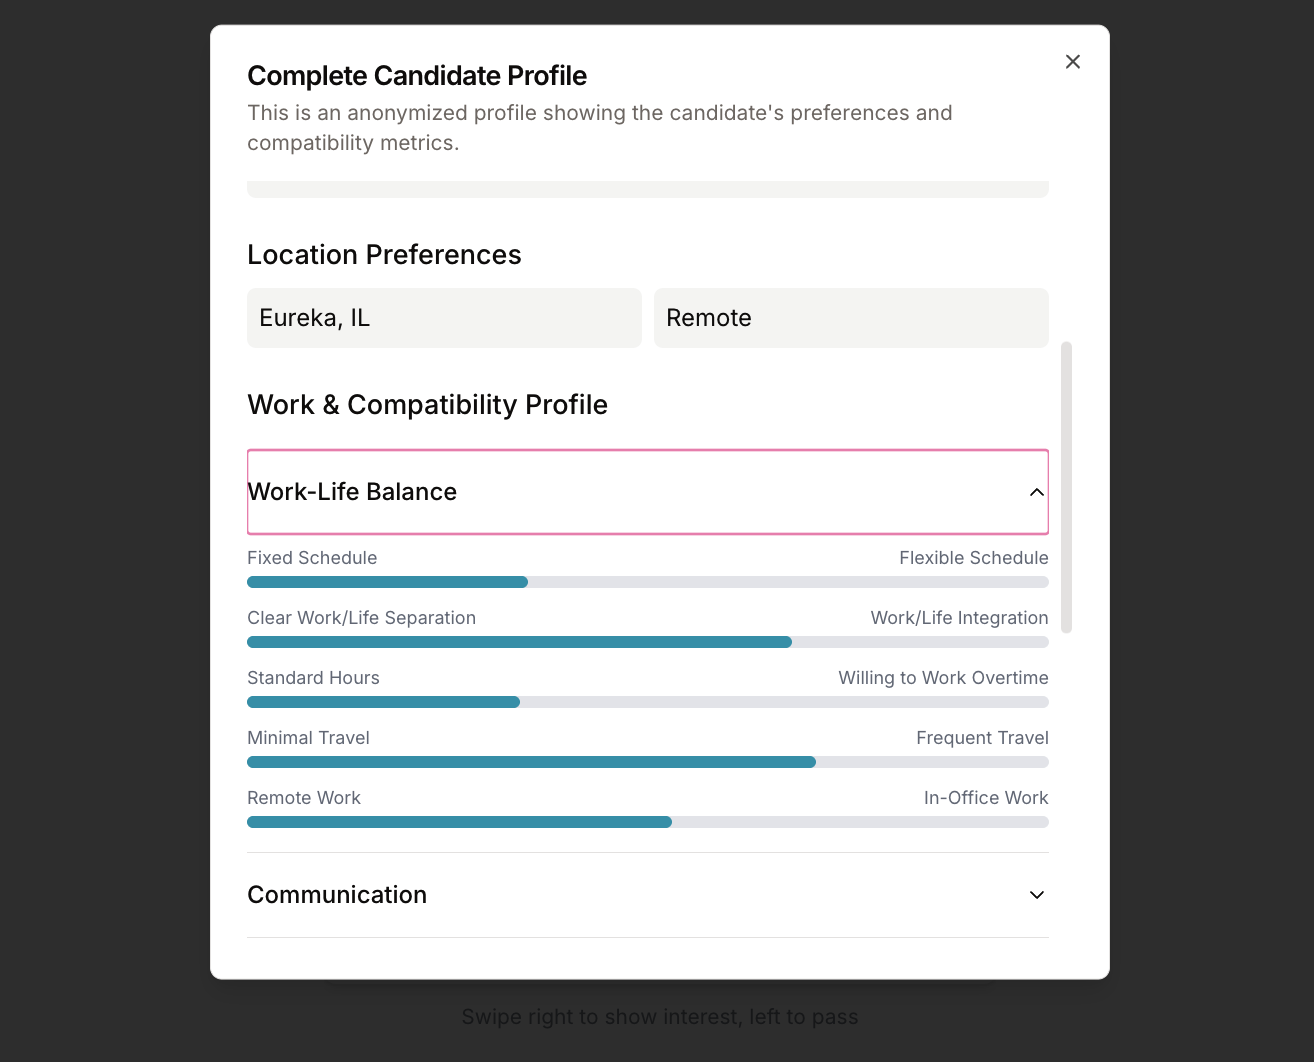 Complete Candidate Profile
This is an anonymized profile showing the candidate's preferences and
compatibility metrics.
Location Preferences
Eureka, IL
Remote
Work & Compatibility Profile
Work-Life Balance
Fixed Schedule
Flexible Schedule
Clear Work/Life Separation
Work/Life Integration
Standard Hours
Willing to Work Overtime
Minimal Travel
Frequent Travel
Remote Work
In-Office Work
Communication
Swipe right to show interest, left to pass